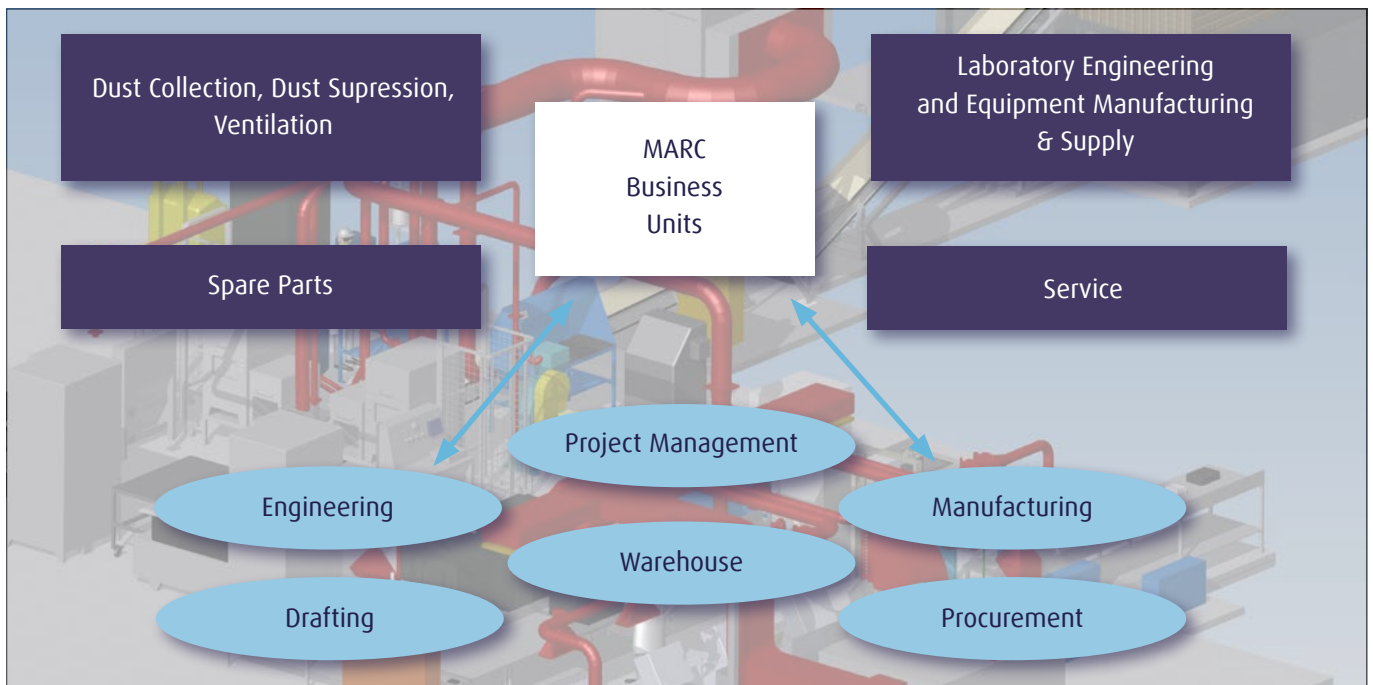 Dust Collection, Dust Supression,
Ventilation
Laboratory Engineering
and Equipment Manufacturing
& Supply
MARC
Business
Units
Spare Parts
Service
Project Management
Engineering
Manufacturing
Warehouse
Drafting
Procurement